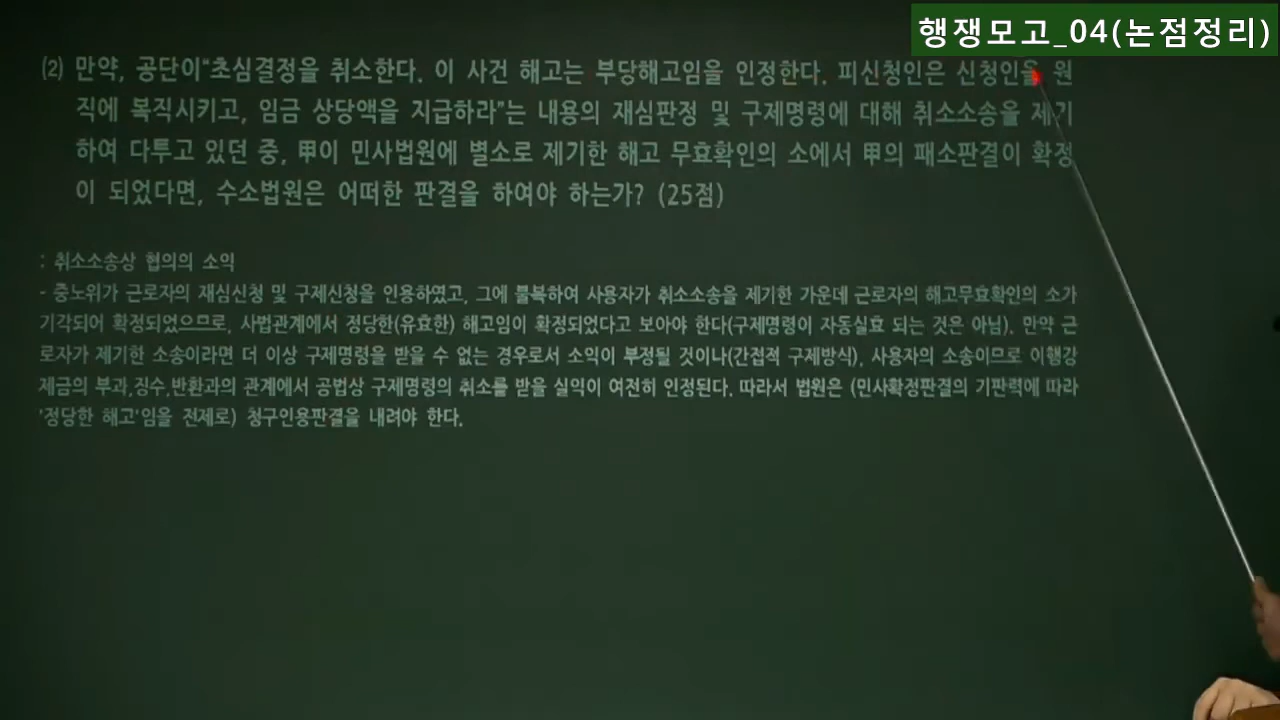 행쟁모고_04(논점정리)
(2) 만약, 공단이"초심결정을 취소한다. 이 사건 해고는 부당해고임을 인정한다. 피신청인은 신청인을 원
직에 복직시키고, 임금 상당액을 지급하라"는 내용의 재심판정 및 구제명령에 대해 취소소송을 제기
하여 다투고 있던 중, 甲이 민사법원에 별소로 제기한 해고 무효확인의 소에서 甲의 패소판결이 확정
이 되었다면, 수소법원은 어떠한 판결을 하여야 하는가? (25점)
: 취소소송상 협의의 소익
- 중노위가 근로자의 재심신청 및 구제신청을 인용하였고, 그에 불복하여 사용자가 취소소송을 제기한 가운데 근로자의 해고무효확인의 소가
기각되어 확정되었으므로, 사법관계에서 정당한(유효한) 해고임이 확정되었다고 보아야 한다(구제명령이 자동실효 되는 것은 아님). 만약 근
로자가 제기한 소송이라면 더 이상 구제명령을 받을 수 없는 경우로서 소익이 부정될 것이나(간접적 구제방식), 사용자의 소송이므로 이행강
제금의 부과,징수,반환과의 관계에서 공법상 구제명령의 취소를 받을 실익이 여전히 인정된다. 따라서 법원은 (민사확정판결의 기판력에 따라
'정당한 해고'임을 전제로) 청구인용판결을 내려야 한다.